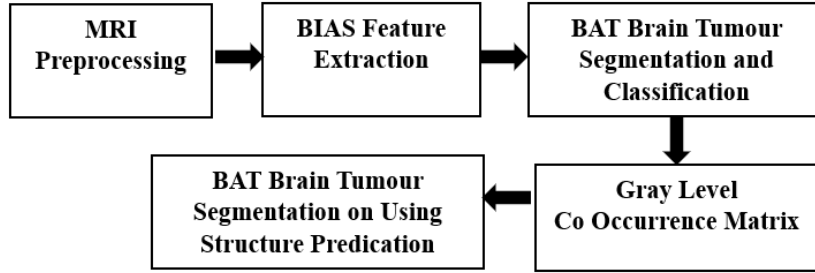 MRI
Preprocessing
BIAS Feature
Extraction
BAT Brain Tumour
Segmentation and
Classification
Gray Level
Co Occurrence Matrix
BAT Brain Tumour
Segmentation on Using
Structure Predication